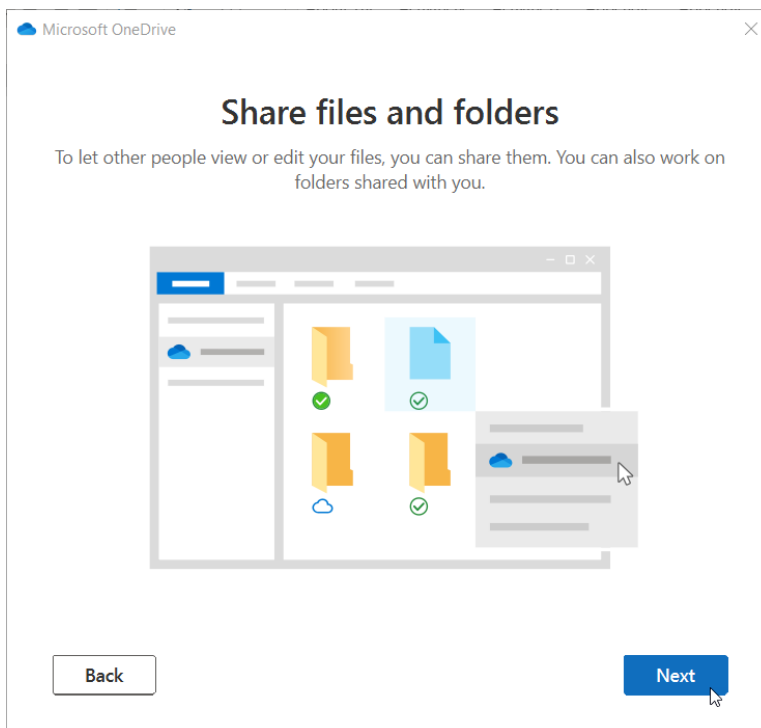 Microsoft OneDrive
Share files and folders
To let other people view or edit your files, you can share them. You can also work on
folders shared with you.
Back
Next